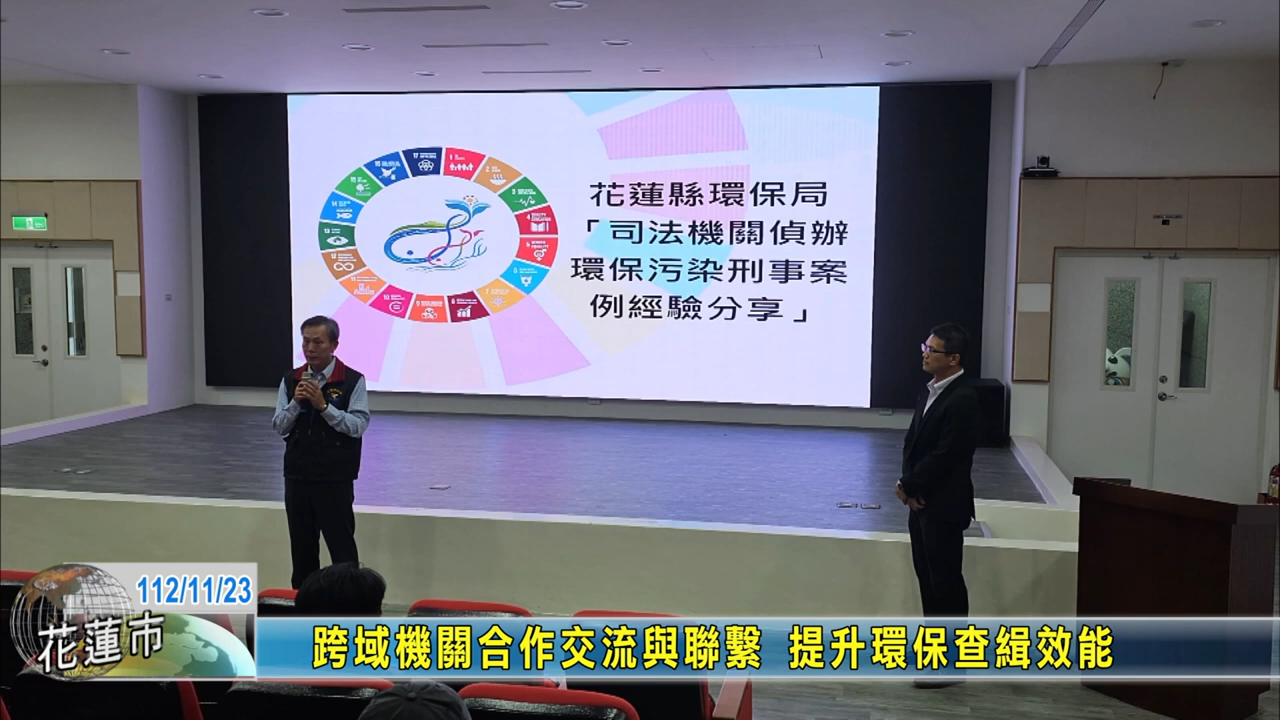 花蓮縣環保局
「司法機關偵辦
環保污染刑事案
例經驗分享」
112/11/23
花蓮市
跨域機關合作交流與聯繫 提升環保查緝效能